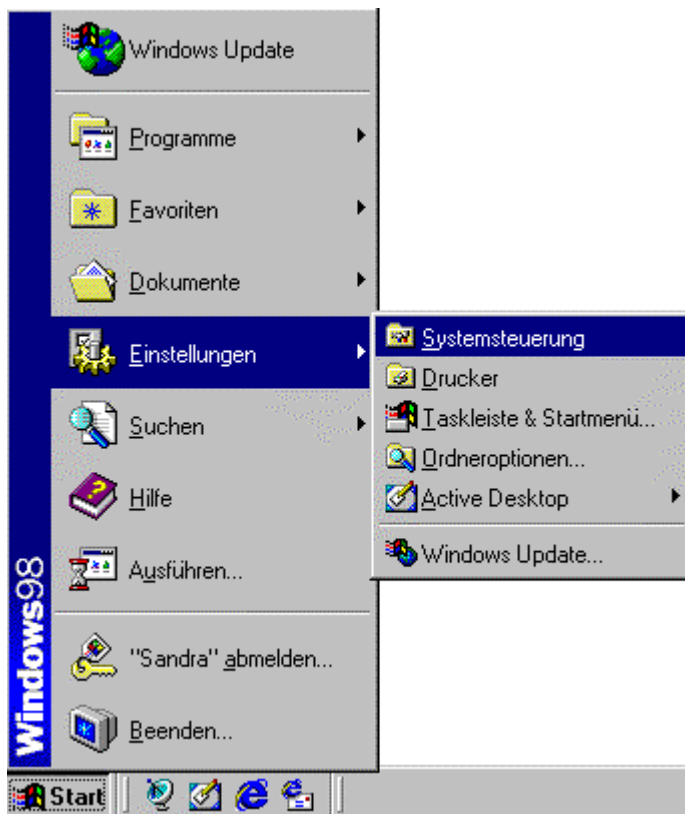 Windows Update
Programme
Favoriten
Dokumente
Einstellungen
Systemsteuerung
Drucker
Taskleiste & Startmenü...
Ordneroptionen...
Active Desktop
Windows Update...
Suchen
Hilfe
Ausführen...
"Sandra" abmelden...
Beenden...
Windows98
Start